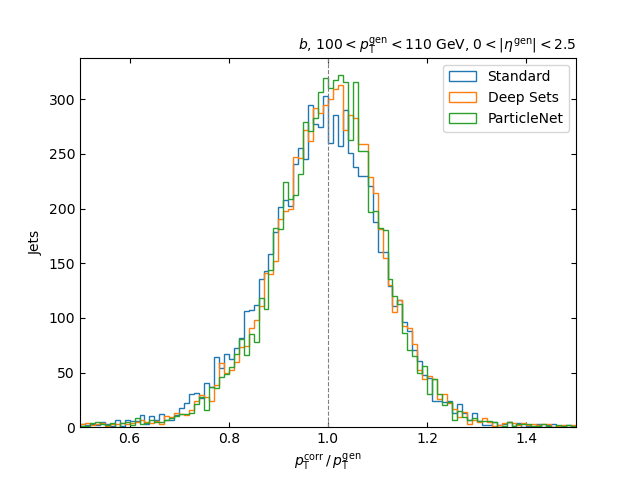 b, 100 < p_T^gen < 110 GeV, 0 < |η^gen| < 2.5
Standard
Deep Sets
ParticleNet
300
250
200
150
100
50
0
Jets
0.6 0.8 1.0 1.2 1.4
p_T^corr / p_T^gen